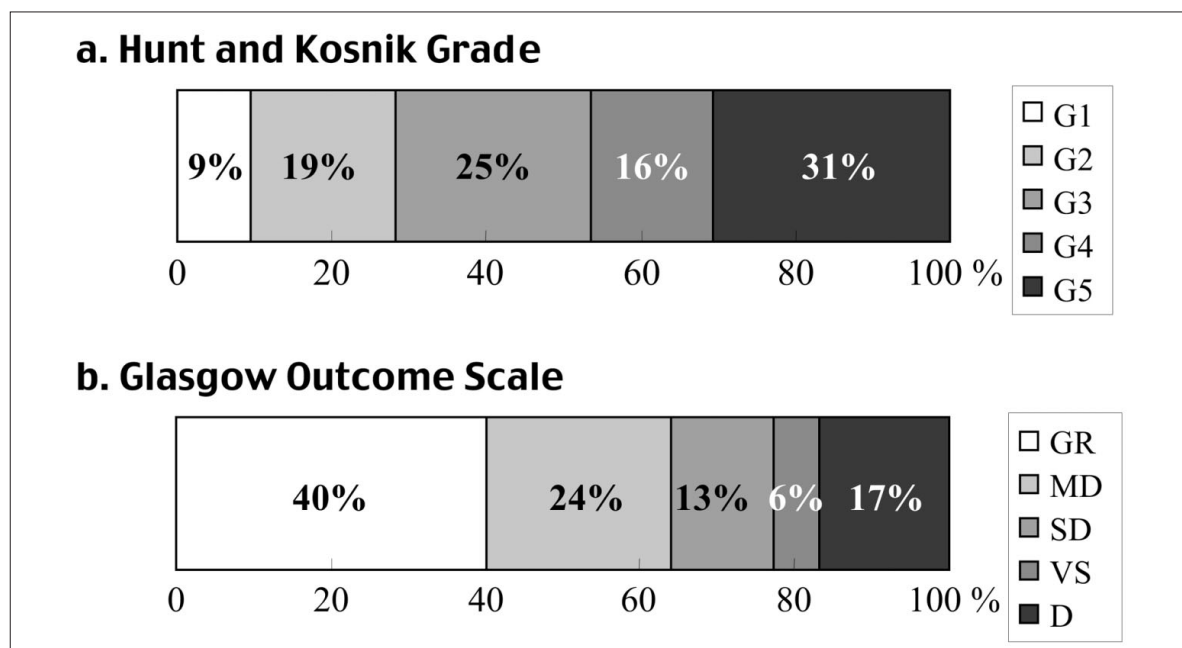 a. Hunt and Kosnik Grade
9% 19% 25% 16% 31%
0 20 40 60 80 100 %
G1
G2
G3
G4
G5
b. Glasgow Outcome Scale
40% 24% 13% 6% 17%
0 20 40 60 80 100 %
GR
MD
SD
VS
D